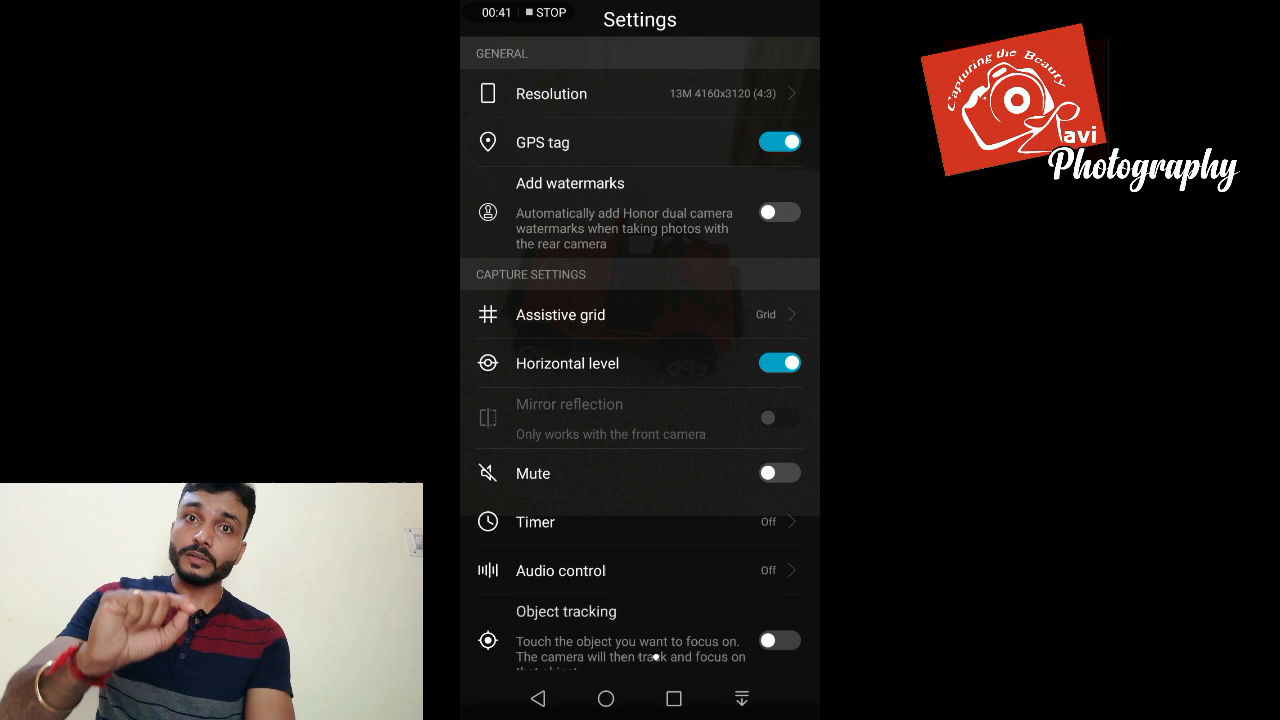 00:41
STOP
Settings
GENERAL
Resolution
13M 4160x3120 (4:3)
GPS tag
Add watermarks
Automatically add Honor dual camera
watermarks when taking photos with
the rear camera
CAPTURE SETTINGS
Assistive grid
Grid
Horizontal level
Mirror reflection
Only works with the front camera
Mute
Timer
Off
Audio control
Off
Object tracking
Touch the object you want to focus on.
The camera will then track and focus on
that object.
Capturing the Beauty
Ravi
Photography